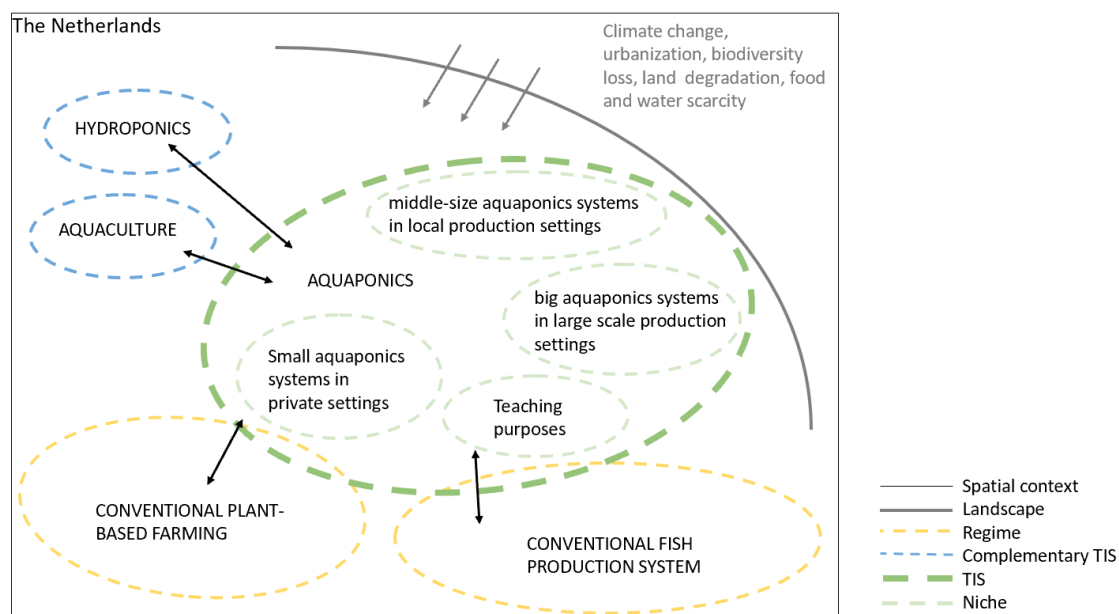 The Netherlands
Climate change,
urbanization, biodiversity
loss, land degradation, food
and water scarcity
HYDROPONICS
AQUACULTURE
middle-size aquaponics systems
in local production settings
AQUAPONICS
big aquaponics systems
in large scale production
settings
Small aquaponics
systems in
private settings
Teaching
purposes
CONVENTIONAL PLANT-
BASED FARMING
CONVENTIONAL FISH
PRODUCTION SYSTEM
Spatial context
Landscape
Regime
Complementary TIS
TIS
Niche